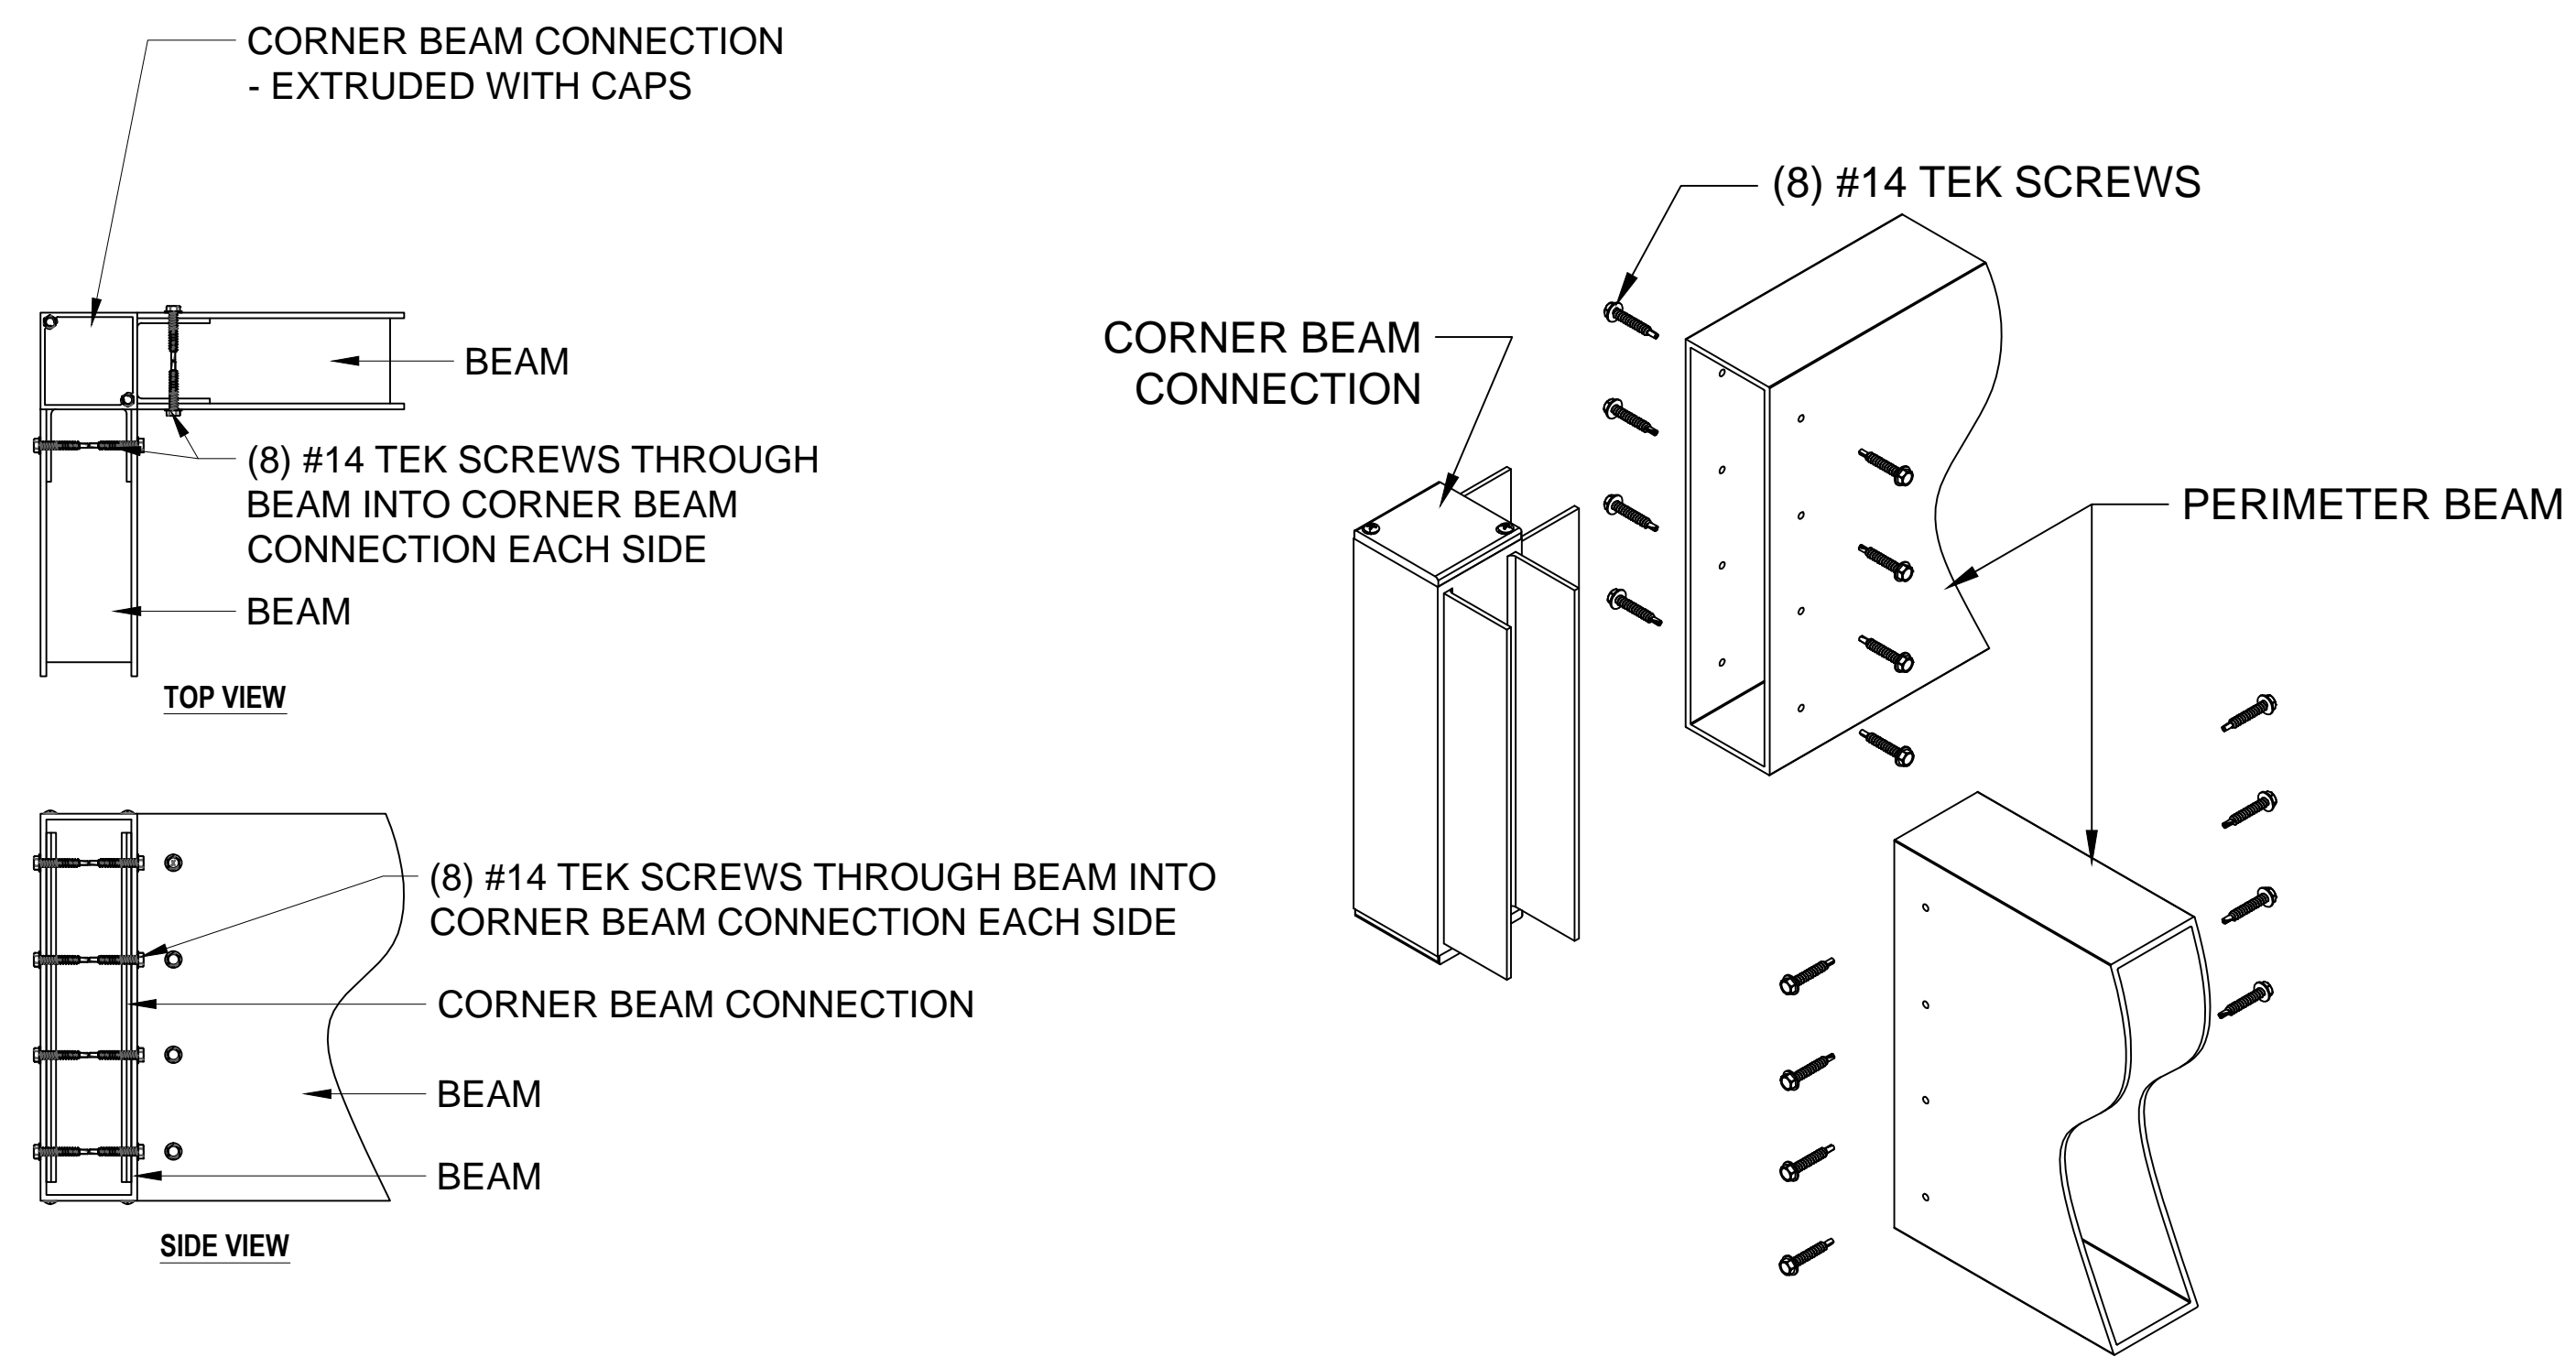 CORNER BEAM CONNECTION
- EXTRUDED WITH CAPS
BEAM
(8) #14 TEK SCREWS THROUGH
BEAM INTO CORNER BEAM
CONNECTION EACH SIDE
BEAM
TOP VIEW
(8) #14 TEK SCREWS THROUGH BEAM INTO
CORNER BEAM CONNECTION EACH SIDE
CORNER BEAM CONNECTION
BEAM
BEAM
SIDE VIEW
(8) #14 TEK SCREWS
CORNER BEAM
CONNECTION
PERIMETER BEAM